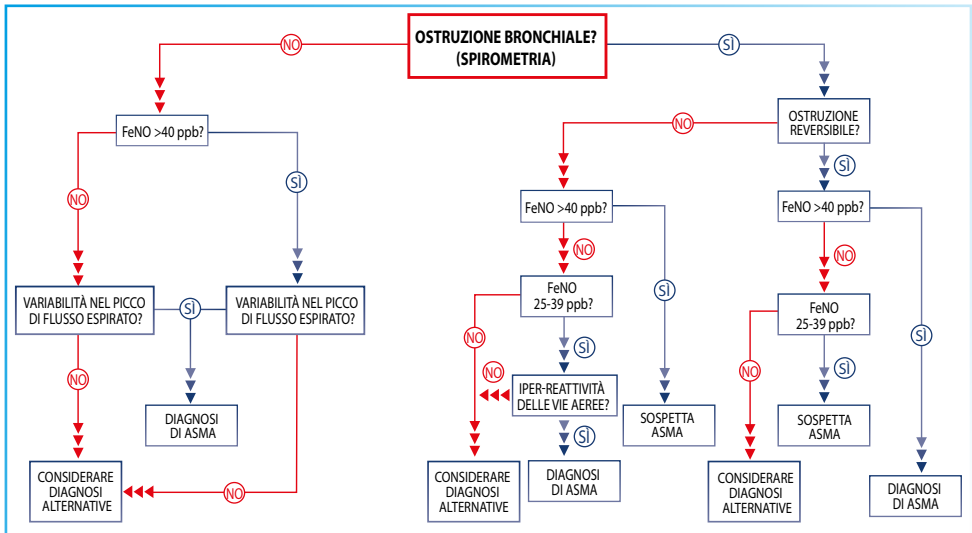 OSTRUZIONE BRONCHIALE?
(SPIROMETRIA)
NO
SÌ
FeNO >40 ppb?
NO
SÌ
VARIABILITÀ NEL PICCO
DI FLUSSO ESPIRATO?
SÌ
VARIABILITÀ NEL PICCO
DI FLUSSO ESPIRATO?
NO
DIAGNOSI
DI ASMA
CONSIDERARE
DIAGNOSI
ALTERNATIVE
NO
OSTRUZIONE
REVERSIBILE?
NO
SÌ
FeNO >40 ppb?
NO
SÌ
FeNO
25-39 ppb?
NO
SÌ
IPER-REATTIVITÀ
DELLE VIE AEREE?
NO
SÌ
SOSPETTA
ASMA
CONSIDERARE
DIAGNOSI
ALTERNATIVE
DIAGNOSI
DI ASMA
FeNO >40 ppb?
NO
SÌ
FeNO
25-39 ppb?
NO
SÌ
SOSPETTA
ASMA
CONSIDERARE
DIAGNOSI
ALTERNATIVE
DIAGNOSI
DI ASMA